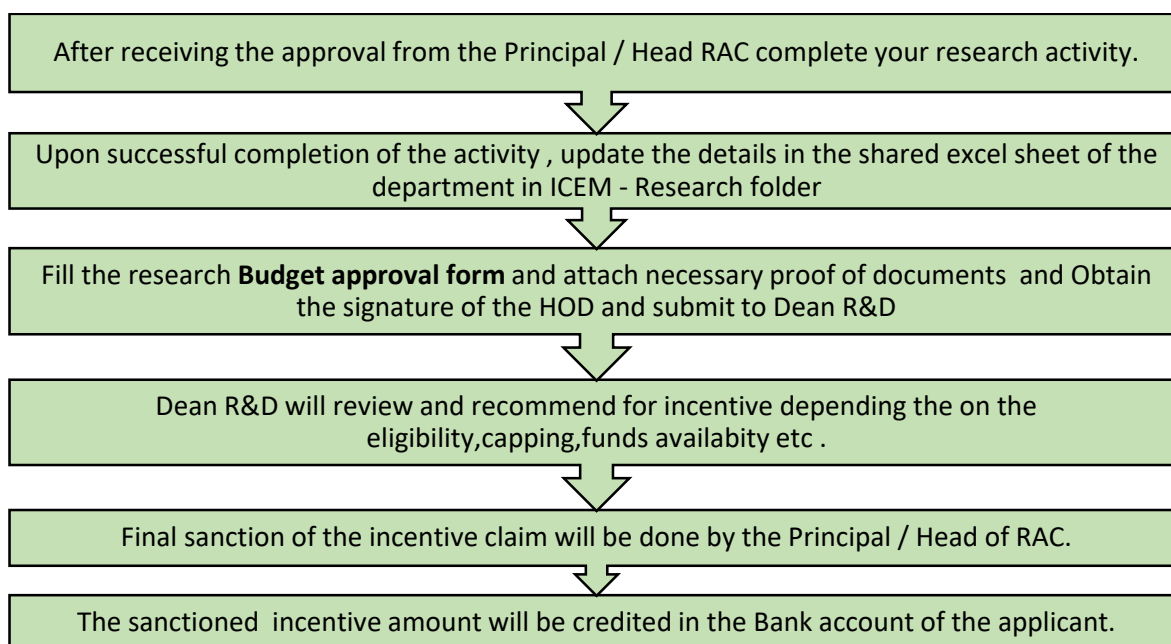 After receiving the approval from the Principal / Head RAC complete your research activity.
Upon successful completion of the activity , update the details in the shared excel sheet of the
department in ICEM - Research folder
Fill the research Budget approval form and attach necessary proof of documents  and Obtain
the signature of the HOD and submit to Dean R&D
Dean R&D will review and recommend for incentive depending the on the
eligibility,capping,funds availabity etc .
Final sanction of the incentive claim will be done by the Principal / Head of RAC.
The sanctioned  incentive amount will be credited in the Bank account of the applicant.